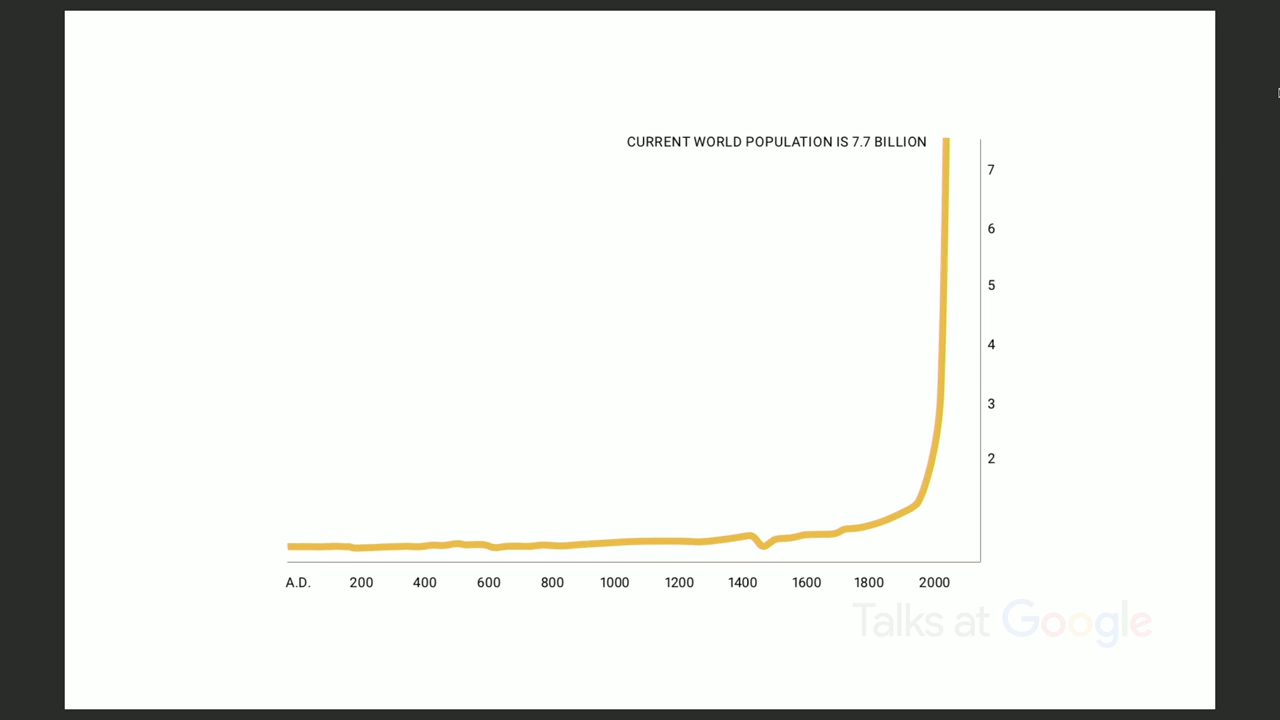 CURRENT WORLD POPULATION IS 7.7 BILLION
7
6
5
4
3
2
A.D. 200 400 600 800 1000 1200 1400 1600 1800 2000
Talks at Google